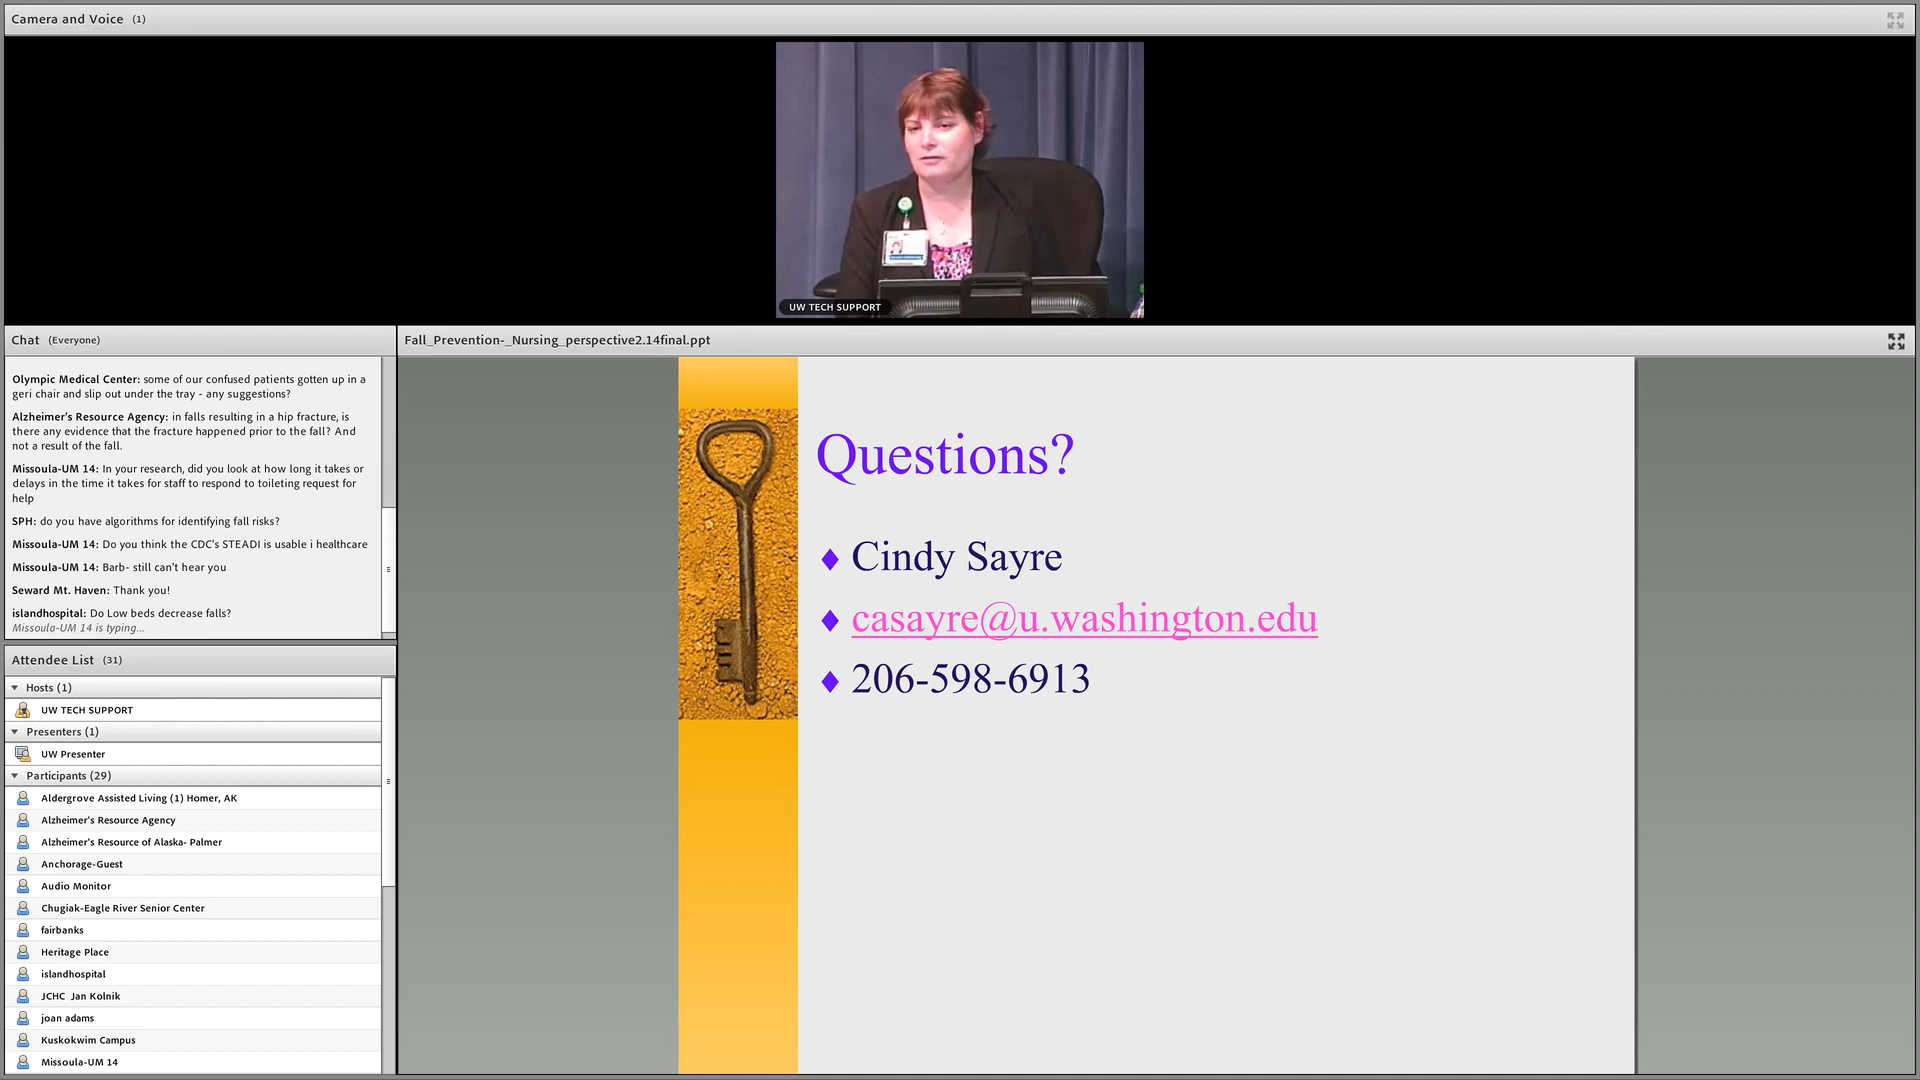 Camera and Voice (1)
UW TECH SUPPORT
Chat (Everyone)
Olympic Medical Center: some of our confused patients gotten up in a
geri chair and slip out under the tray - any suggestions?
Alzheimer's Resource Agency: in falls resulting in a hip fracture, is
there any evidence that the fracture happened prior to the fall? And
not a result of the fall.
Missoula-UM 14: In your research, did you look at how long it takes or
delays in the time it takes for staff to respond to toileting request for
help
SPH: do you have algorithms for identifying fall risks?
Missoula-UM 14: Do you think the CDC's STEADI is usable i healthcare
Missoula-UM 14: Barb- still can't hear you
Seward Mt. Haven: Thank you!
islandhospital: Do Low beds decrease falls?
Missoula-UM 14 is typing...
Attendee List (31)
Hosts (1)
UW TECH SUPPORT
Presenters (1)
UW Presenter
Participants (29)
Aldergrove Assisted Living (1) Homer, AK
Alzheimer's Resource Agency
Alzheimer's Resource of Alaska- Palmer
Anchorage-Guest
Audio Monitor
Chugiak-Eagle River Senior Center
fairbanks
Heritage Place
islandhospital
JCHC Jan Kolnik
joan adams
Kuskokwim Campus
Missoula-UM 14
Fall_Prevention-_Nursing_perspective2.14final.ppt
Questions?
Cindy Sayre
casayre@u.washington.edu
206-598-6913